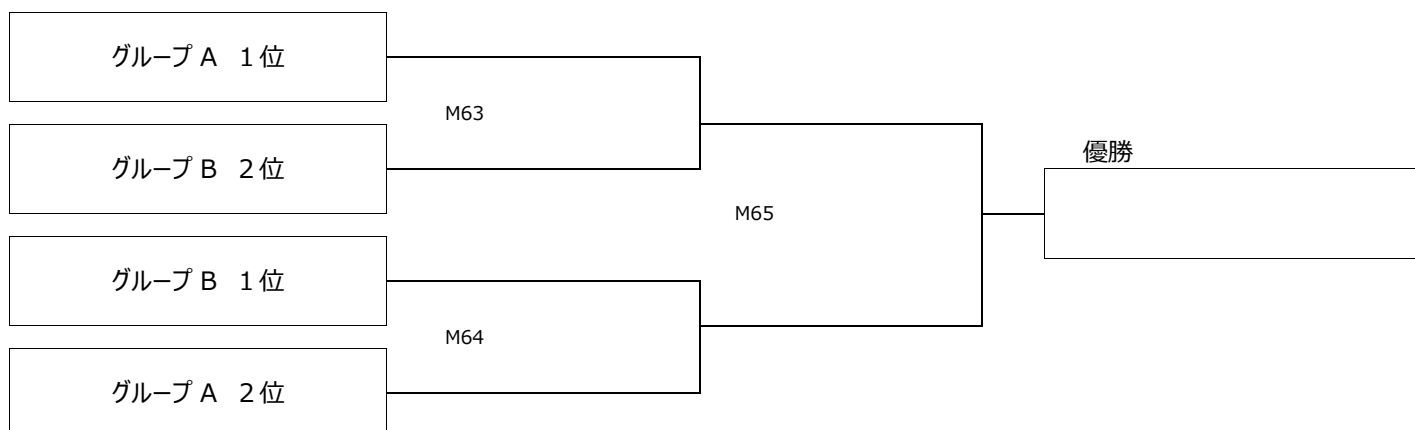 グループ A １位
M63
グループ B ２位
優勝
M65
グループ B １位
M64
グループ A ２位